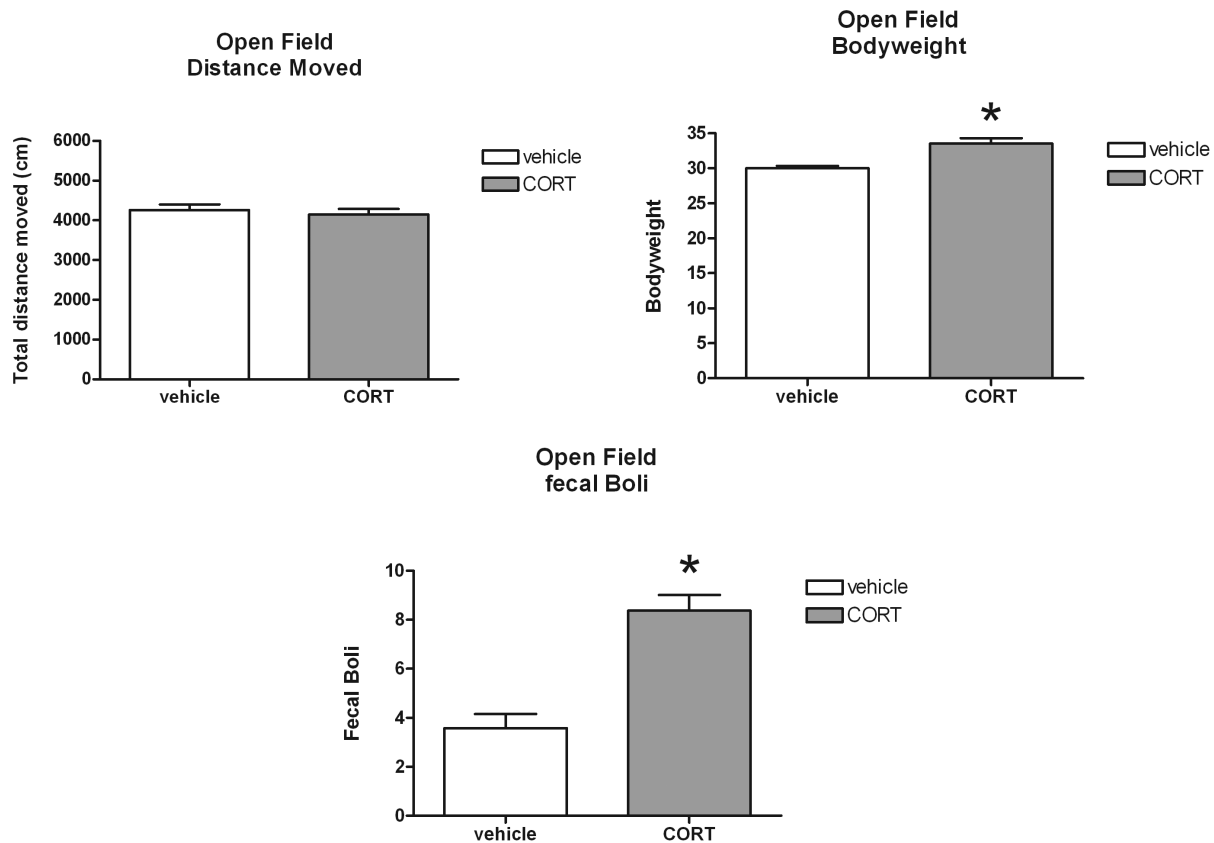 Open Field
Distance Moved
Total distance moved (cm)
6000
5000
4000
3000
2000
1000
0
vehicle
CORT
vehicle
CORT
Open Field
Bodyweight
*
Bodyweight
35
30
25
20
15
10
5
0
vehicle
CORT
vehicle
CORT
Open Field
fecal Boli
*
Fecal Boli
10
8
6
4
2
0
vehicle
CORT
vehicle
CORT